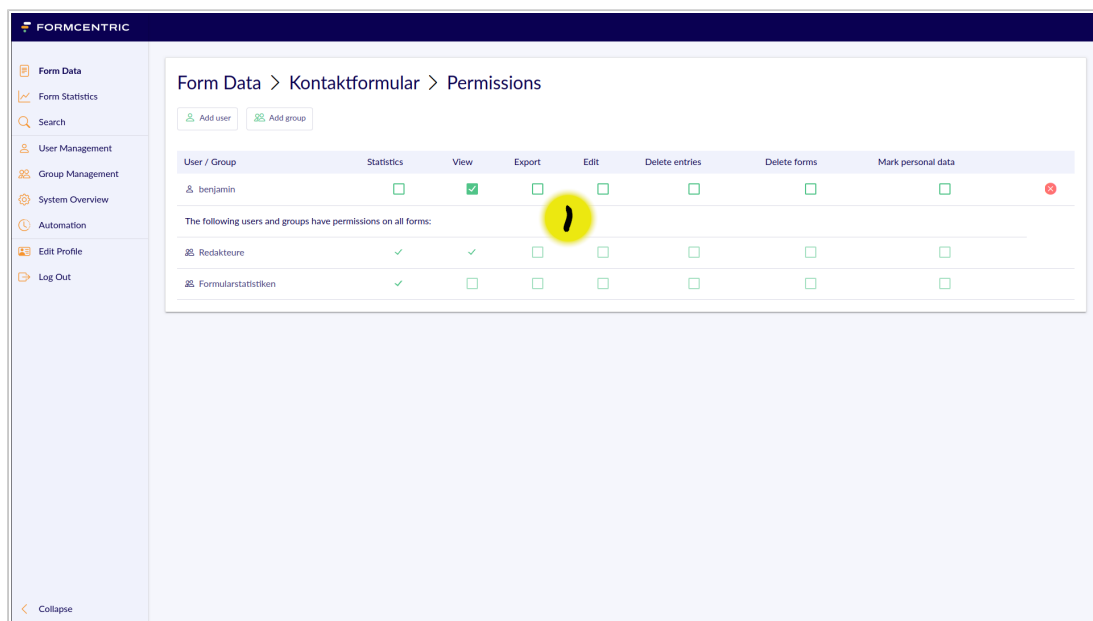 FORMCENTRIC
Form Data
Form Statistics
Search
User Management
Group Management
System Overview
Automation
Edit Profile
Log Out
Collapse
Form Data > Kontaktformular > Permissions
Add user Add group
User / Group Statistics View Export Edit Delete entries Delete forms Mark personal data
benjamin
1
The following users and groups have permissions on all forms:
Redakteure
Formularstatistiken